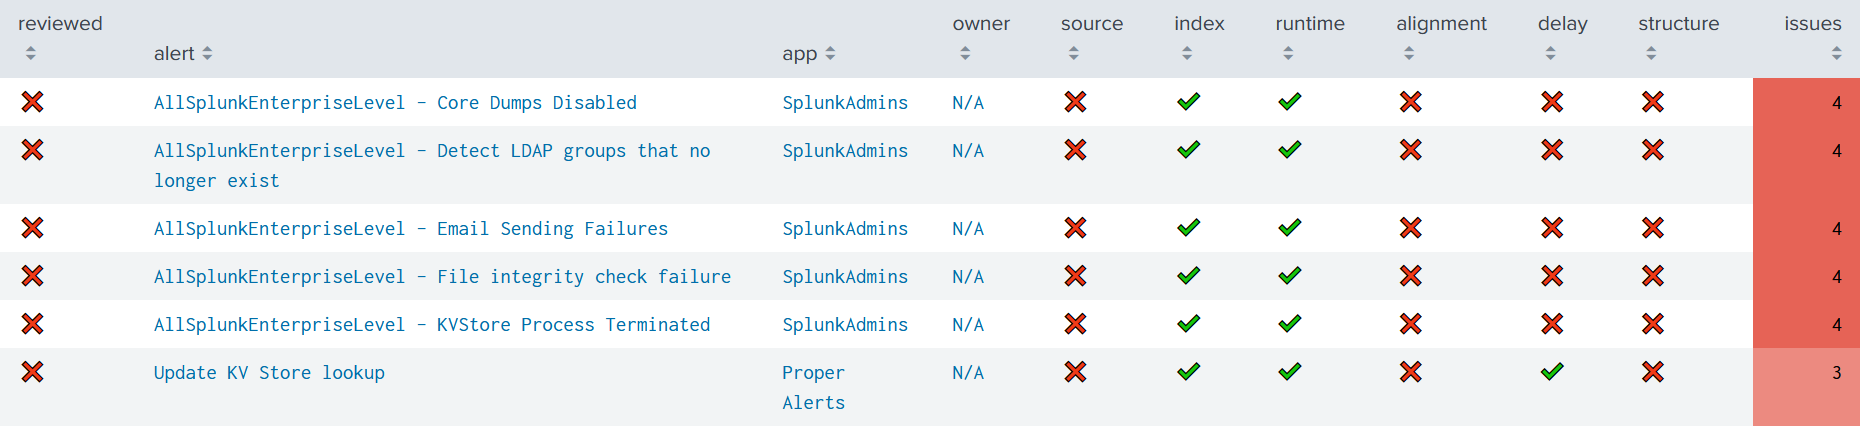 reviewed alert app owner source index runtime alignment delay structure issues
AllSplunkEnterpriseLevel - Core Dumps Disabled SplunkAdmins N/A 4
AllSplunkEnterpriseLevel - Detect LDAP groups that no SplunkAdmins N/A 4
longer exist
AllSplunkEnterpriseLevel - Email Sending Failures SplunkAdmins N/A 4
AllSplunkEnterpriseLevel - File integrity check failure SplunkAdmins N/A 4
AllSplunkEnterpriseLevel - KVStore Process Terminated SplunkAdmins N/A 4
Update KV Store lookup Proper N/A 3
Alerts